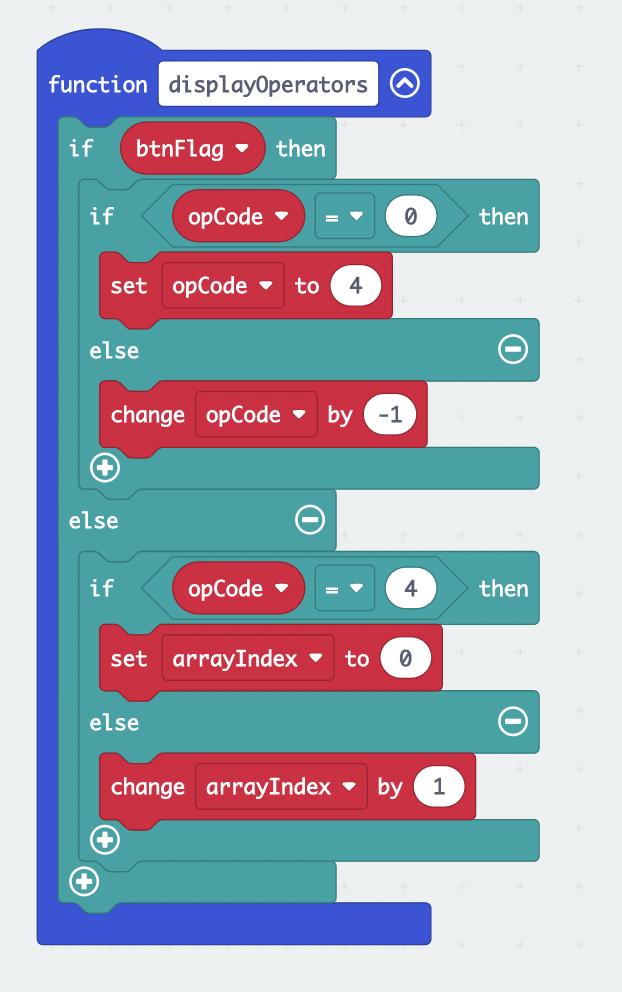 function displayOperators
if btnFlag then
if opCode = 0 then
set opCode to 4
else
change opCode by -1
else
if opCode = 4 then
set arrayIndex to 0
else
change arrayIndex by 1